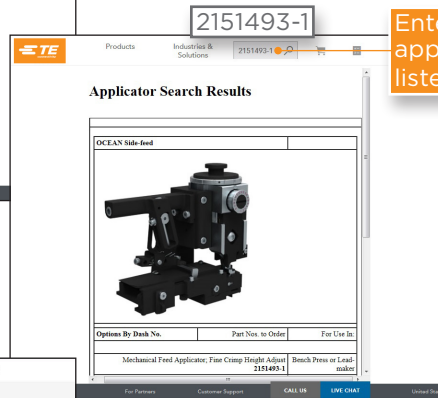 2151493-1
Ente
app
liste
TE
Products
Industries &
Solutions
2151493-1
Applicator Search Results
OCEAN Side-feed
Options By Dash No.
Part Nos. to Order
For Use In:
Mechanical Feed Applicator; Fine Crimp Height Adjust
2151493-1
Bench Press or Lead-
maker
For Partners
Customer Support
CALL US
LIVE CHAT
United Sta